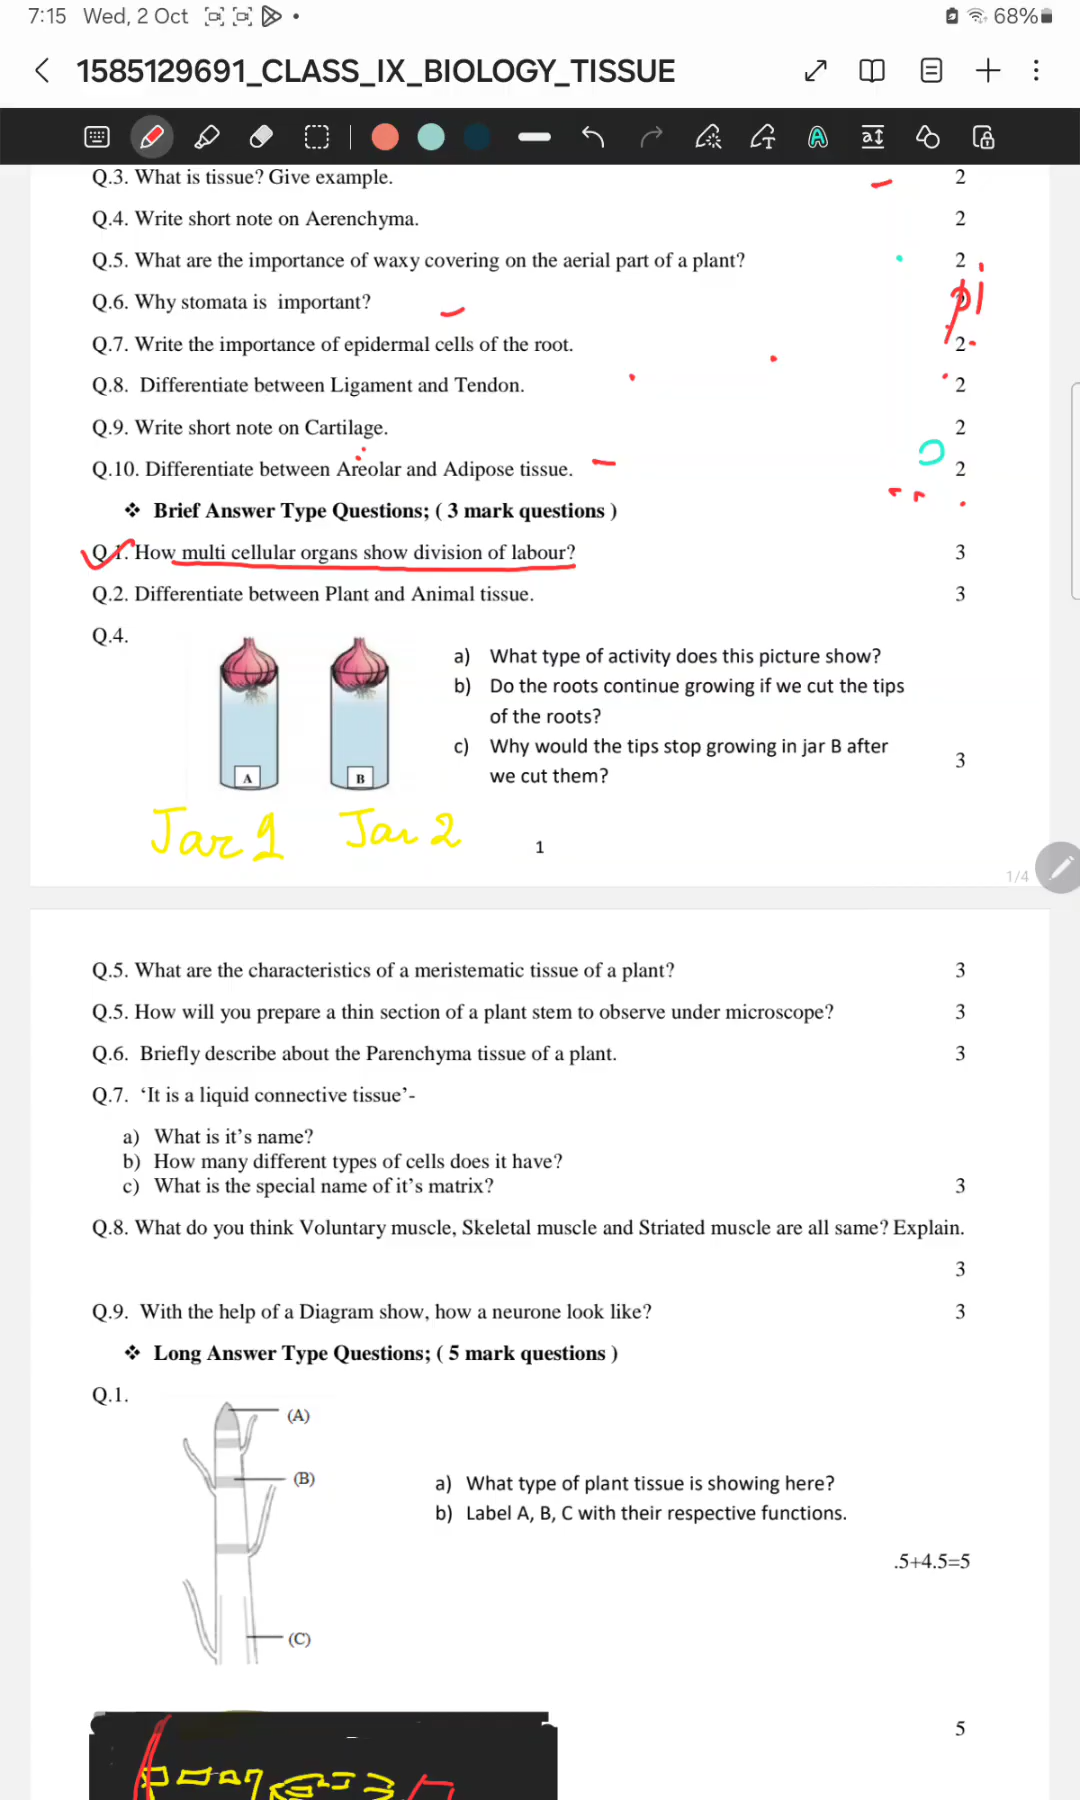 7:15 Wed, 2 Oct
68%
1585129691_CLASS_IX_BIOLOGY_TISSUE
Q.3. What is tissue? Give example. 2
Q.4. Write short note on Aerenchyma. 2
Q.5. What are the importance of waxy covering on the aerial part of a plant? 2
Q.6. Why stomata is important?
pi
Q.7. Write the importance of epidermal cells of the root. 2
Q.8. Differentiate between Ligament and Tendon. 2
Q.9. Write short note on Cartilage. 2
Q.10. Differentiate between Areolar and Adipose tissue. 2
❖ Brief Answer Type Questions; ( 3 mark questions )
Q.1. How multi cellular organs show division of labour? 3
Q.2. Differentiate between Plant and Animal tissue. 3
Q.4.
a) What type of activity does this picture show?
b) Do the roots continue growing if we cut the tips
of the roots?
c) Why would the tips stop growing in jar B after
we cut them? 3
A B
Jar 1 Jar 2
1
1/4
Q.5. What are the characteristics of a meristematic tissue of a plant? 3
Q.5. How will you prepare a thin section of a plant stem to observe under microscope? 3
Q.6. Briefly describe about the Parenchyma tissue of a plant. 3
Q.7. ‘It is a liquid connective tissue’-
a) What is it’s name?
b) How many different types of cells does it have?
c) What is the special name of it’s matrix? 3
Q.8. What do you think Voluntary muscle, Skeletal muscle and Striated muscle are all same? Explain.
3
Q.9. With the help of a Diagram show, how a neurone look like? 3
❖ Long Answer Type Questions; ( 5 mark questions )
Q.1.
(A)
(B)
(C)
a) What type of plant tissue is showing here?
b) Label A, B, C with their respective functions.
.5+4.5=5
5